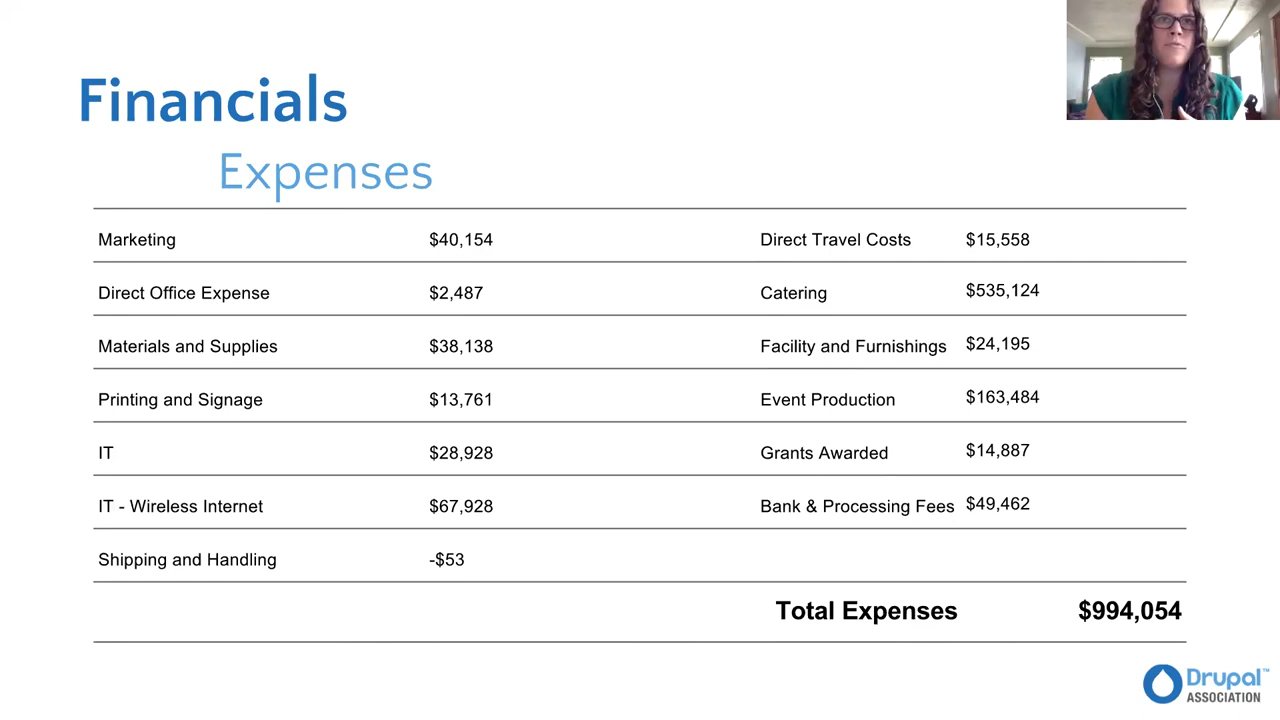 Financials
Expenses
Marketing $40,154 Direct Travel Costs $15,558
Direct Office Expense $2,487 Catering $535,124
Materials and Supplies $38,138 Facility and Furnishings $24,195
Printing and Signage $13,761 Event Production $163,484
IT $28,928 Grants Awarded $14,887
IT - Wireless Internet $67,928 Bank & Processing Fees $49,462
Shipping and Handling -$53
Total Expenses $994,054
Drupal™
ASSOCIATION